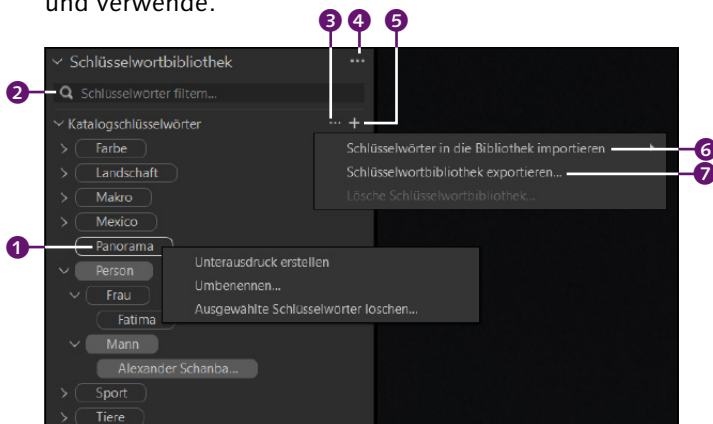 und verwende.
3 4 5
Schlüsselwortbibliothek ...
2 Schlüsselwörter filtern...
Katalogschlüsselwörter ... +
Farbe
Schlüsselwörter in die Bibliothek importieren 6
Landschaft
Schlüsselwortbibliothek exportieren... 7
Makro
Lösche Schlüsselwortbibliothek...
Mexico
1 Panorama
Unterausdruck erstellen
Person
Umbenennen...
Frau
Ausgewählte Schlüsselwörter löschen...
Fatima
Mann
Alexander Schanba...
Sport
Tiere